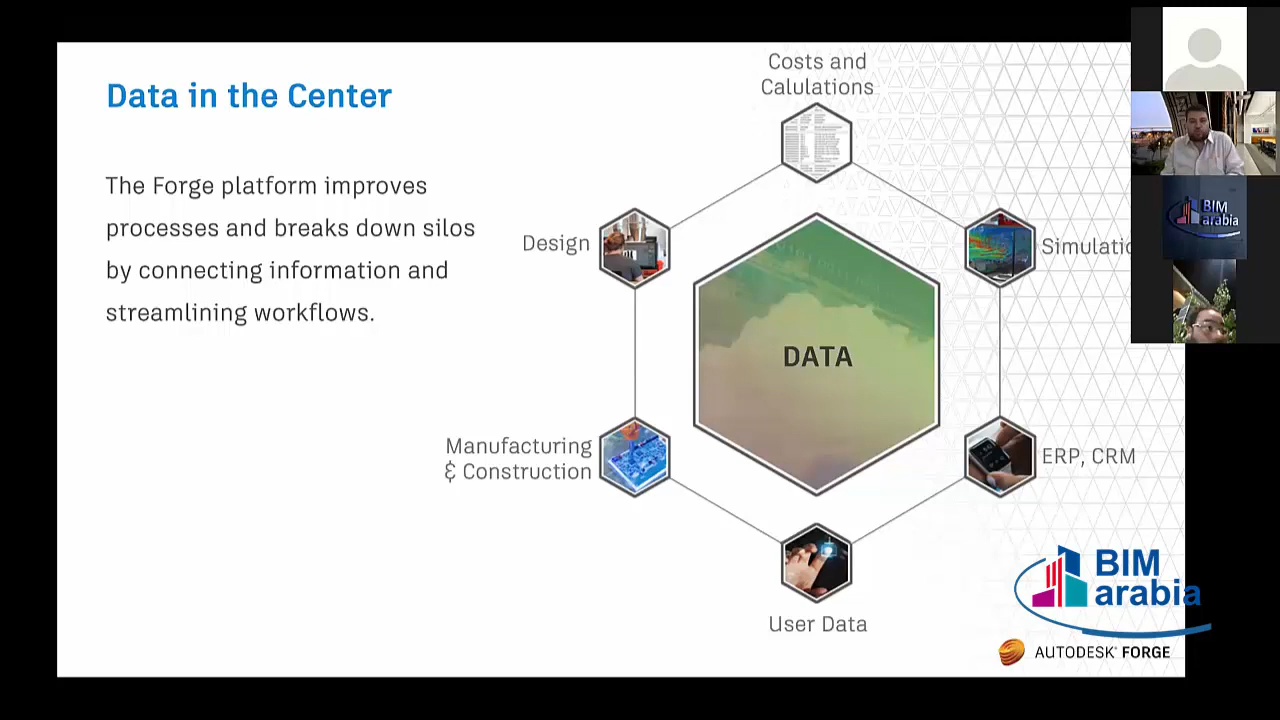 Data in the Center
The Forge platform improves
processes and breaks down silos
by connecting information and
streamlining workflows.
Costs and
Calulations
Design
Simulatio
DATA
Manufacturing
& Construction
ERP, CRM
User Data
BIM
arabia
BIM
arabia
AUTODESK® FORGE